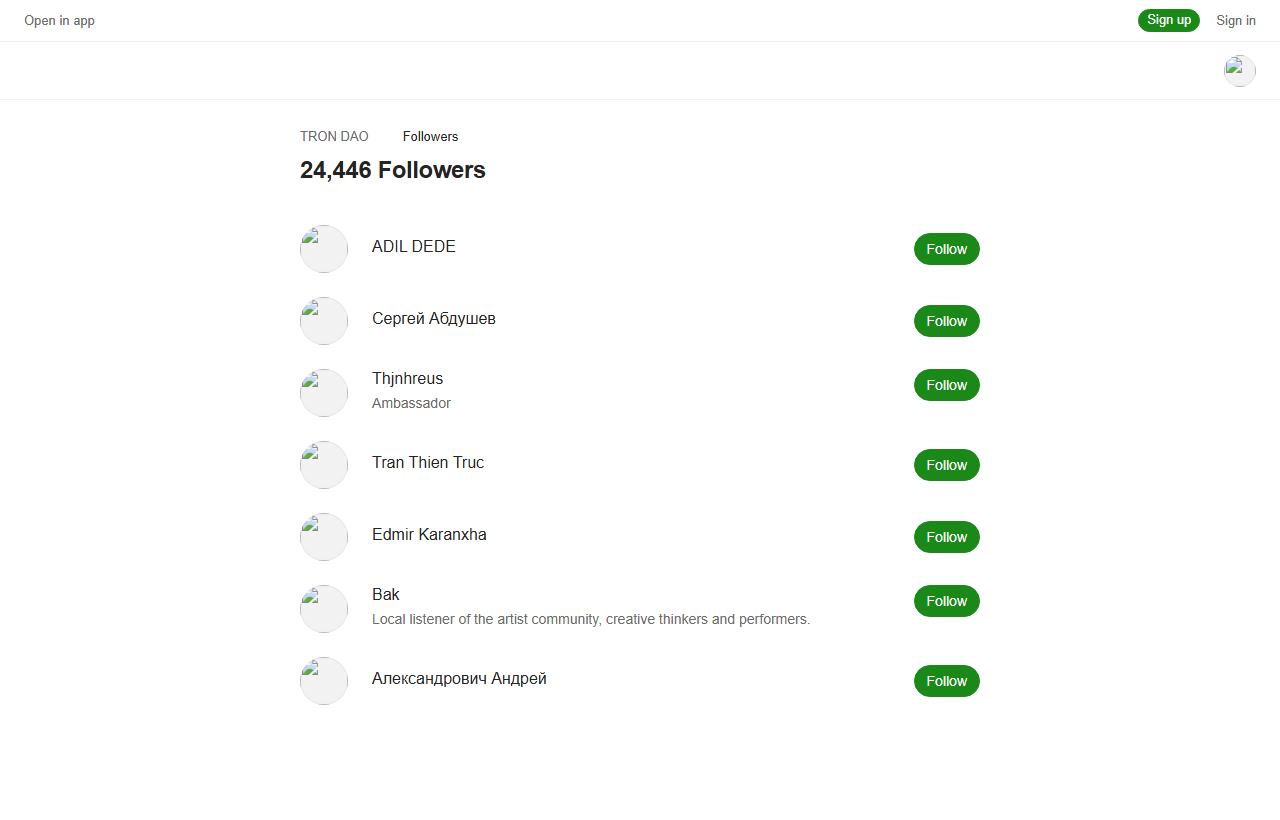 Open in app
Sign up
Sign in
TRON DAO
Followers
24,446 Followers
ADIL DEDE
Follow
Сергей Абдушев
Follow
Thjnhreus
Ambassador
Follow
Tran Thien Truc
Follow
Edmir Karanxha
Follow
Bak
Local listener of the artist community, creative thinkers and performers.
Follow
Александрович Андрей
Follow